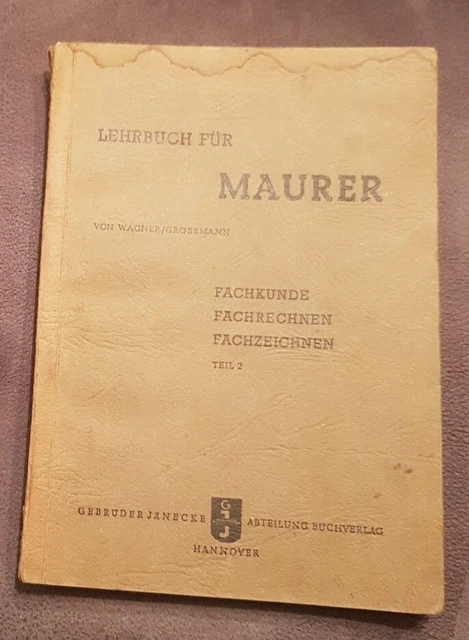 LEHRBUCH FÜR
MAURER
VON WAGNER/GROSSMANN
FACHKUNDE
FACHRECHNEN
FACHZEICHNEN
TEIL 2
GEBRÜDER JÄNECKE G J ABTEILUNG BUCHVERLAG
HANNOVER